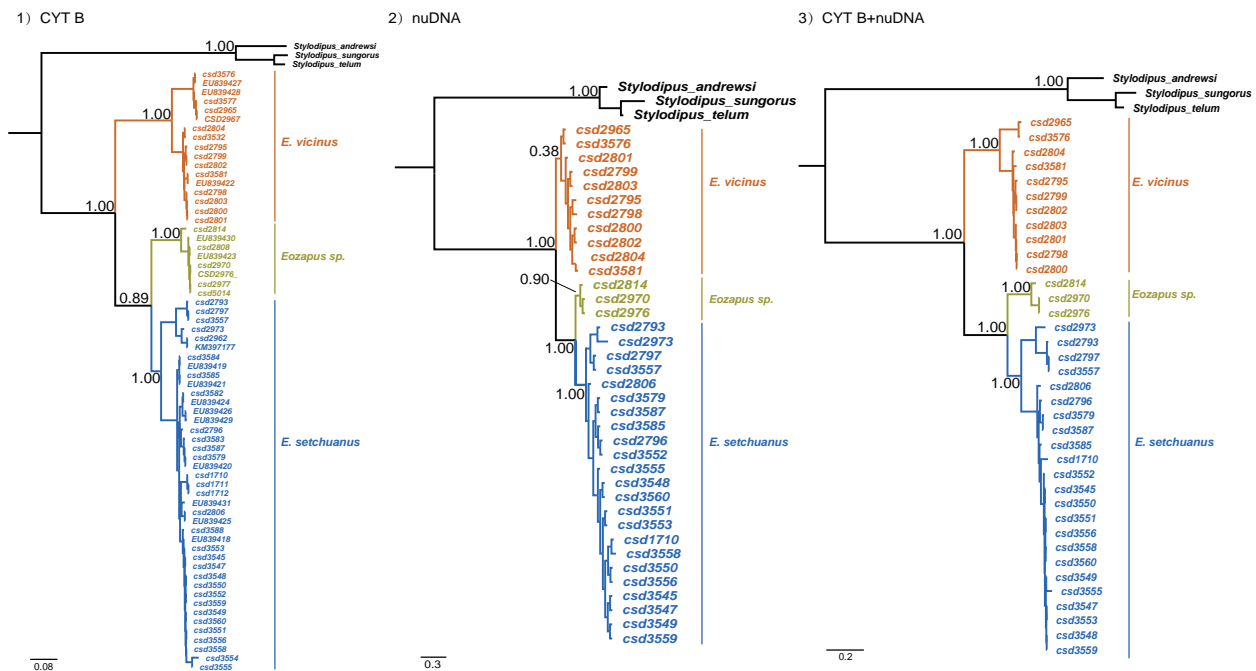 1) CYT B
1.00
Stylodipus_andrewsi
Stylodipus_sungorus
Stylodipus_telum
csd3576
EU839427
EU839428
csd3577
csd2965
CSD2967
1.00
csd2804
csd3532
csd2795
csd2799
csd2802
csd3581
EU839422
csd2798
csd2803
csd2800
csd2801
E. vicinus
1.00
1.00
csd2814
EU839430
csd2808
EU839423
csd2970
CSD2976_
csd2977
csd5014
Eozapus sp.
0.89
csd2793
csd2797
csd3557
csd2973
csd2962
KM397177
1.00
csd3584
EU839419
csd3585
EU839421
csd3582
EU839424
EU839426
EU839429
csd2796
csd3583
csd3587
csd3579
EU839420
csd1710
csd1711
csd1712
EU839431
csd2806
EU839425
csd3588
EU839418
csd3553
csd3545
csd3547
csd3548
csd3550
csd3552
csd3559
csd3549
csd3560
csd3551
csd3556
csd3558
csd3554
csd3555
E. setchuanus
0.08
2) nuDNA
1.00
Stylodipus_andrewsi
Stylodipus_sungorus
Stylodipus_telum
csd2965
csd3576
0.38
csd2801
csd2799
csd2803
csd2795
csd2798
csd2800
csd2802
csd2804
csd3581
E. vicinus
1.00
0.90
csd2814
csd2970
csd2976
Eozapus sp.
1.00
csd2793
csd2973
csd2797
csd3557
1.00
csd2806
csd3579
csd3587
csd3585
csd2796
csd3552
csd3555
csd3548
csd3560
csd3551
csd3553
csd1710
csd3558
csd3550
csd3556
csd3545
csd3547
csd3549
csd3559
E. setchuanus
0.3
3) CYT B+nuDNA
1.00
Stylodipus_andrewsi
Stylodipus_sungorus
Stylodipus_telum
csd2965
csd3576
1.00
csd2804
csd3581
csd2795
csd2799
csd2802
csd2803
csd2801
csd2798
csd2800
E. vicinus
1.00
1.00
csd2814
csd2970
csd2976
Eozapus sp.
1.00
csd2973
csd2793
csd2797
csd3557
1.00
csd2806
csd2796
csd3579
csd3587
csd3585
csd1710
csd3552
csd3545
csd3550
csd3551
csd3556
csd3558
csd3560
csd3549
csd3555
csd3547
csd3553
csd3548
csd3559
E. setchuanus
0.2